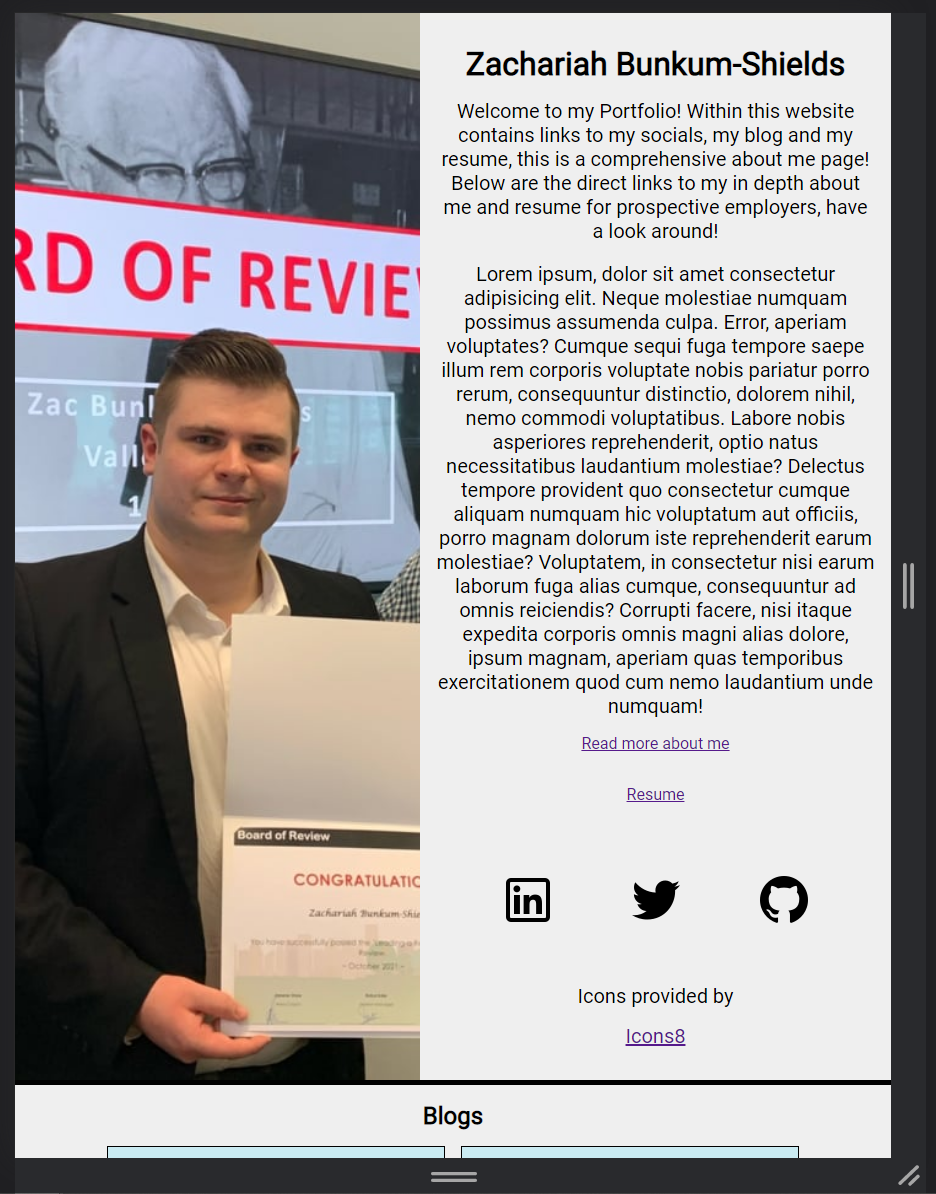 RD OF REVIE
Zac Bun
s
Vall
1
Board of Review
CONGRATULATIO
Zachariah Bunkum-Shie
You have successfully passed the
Review
~ October 2021 ~
Zachariah Bunkum-Shields
Welcome to my Portfolio! Within this website
contains links to my socials, my blog and my
resume, this is a comprehensive about me page!
Below are the direct links to my in depth about
me and resume for prospective employers, have
a look around!
Lorem ipsum, dolor sit amet consectetur
adipisicing elit. Neque molestiae numquam
possimus assumenda culpa. Error, aperiam
voluptates? Cumque sequi fuga tempore saepe
illum rem corporis voluptate nobis pariatur porro
rerum, consequuntur distinctio, dolorem nihil,
nemo commodi voluptatibus. Labore nobis
asperiores reprehenderit, optio natus
necessitatibus laudantium molestiae? Delectus
tempore provident quo consectetur cumque
aliquam numquam hic voluptatum aut officiis,
porro magnam dolorum iste reprehenderit earum
molestiae? Voluptatem, in consectetur nisi earum
laborum fuga alias cumque, consequuntur ad
omnis reiciendis? Corrupti facere, nisi itaque
expedita corporis omnis magni alias dolore,
ipsum magnam, aperiam quas temporibus
exercitationem quod cum nemo laudantium unde
numquam!
Read more about me
Resume
in
Icons provided by
Icons8
Blogs